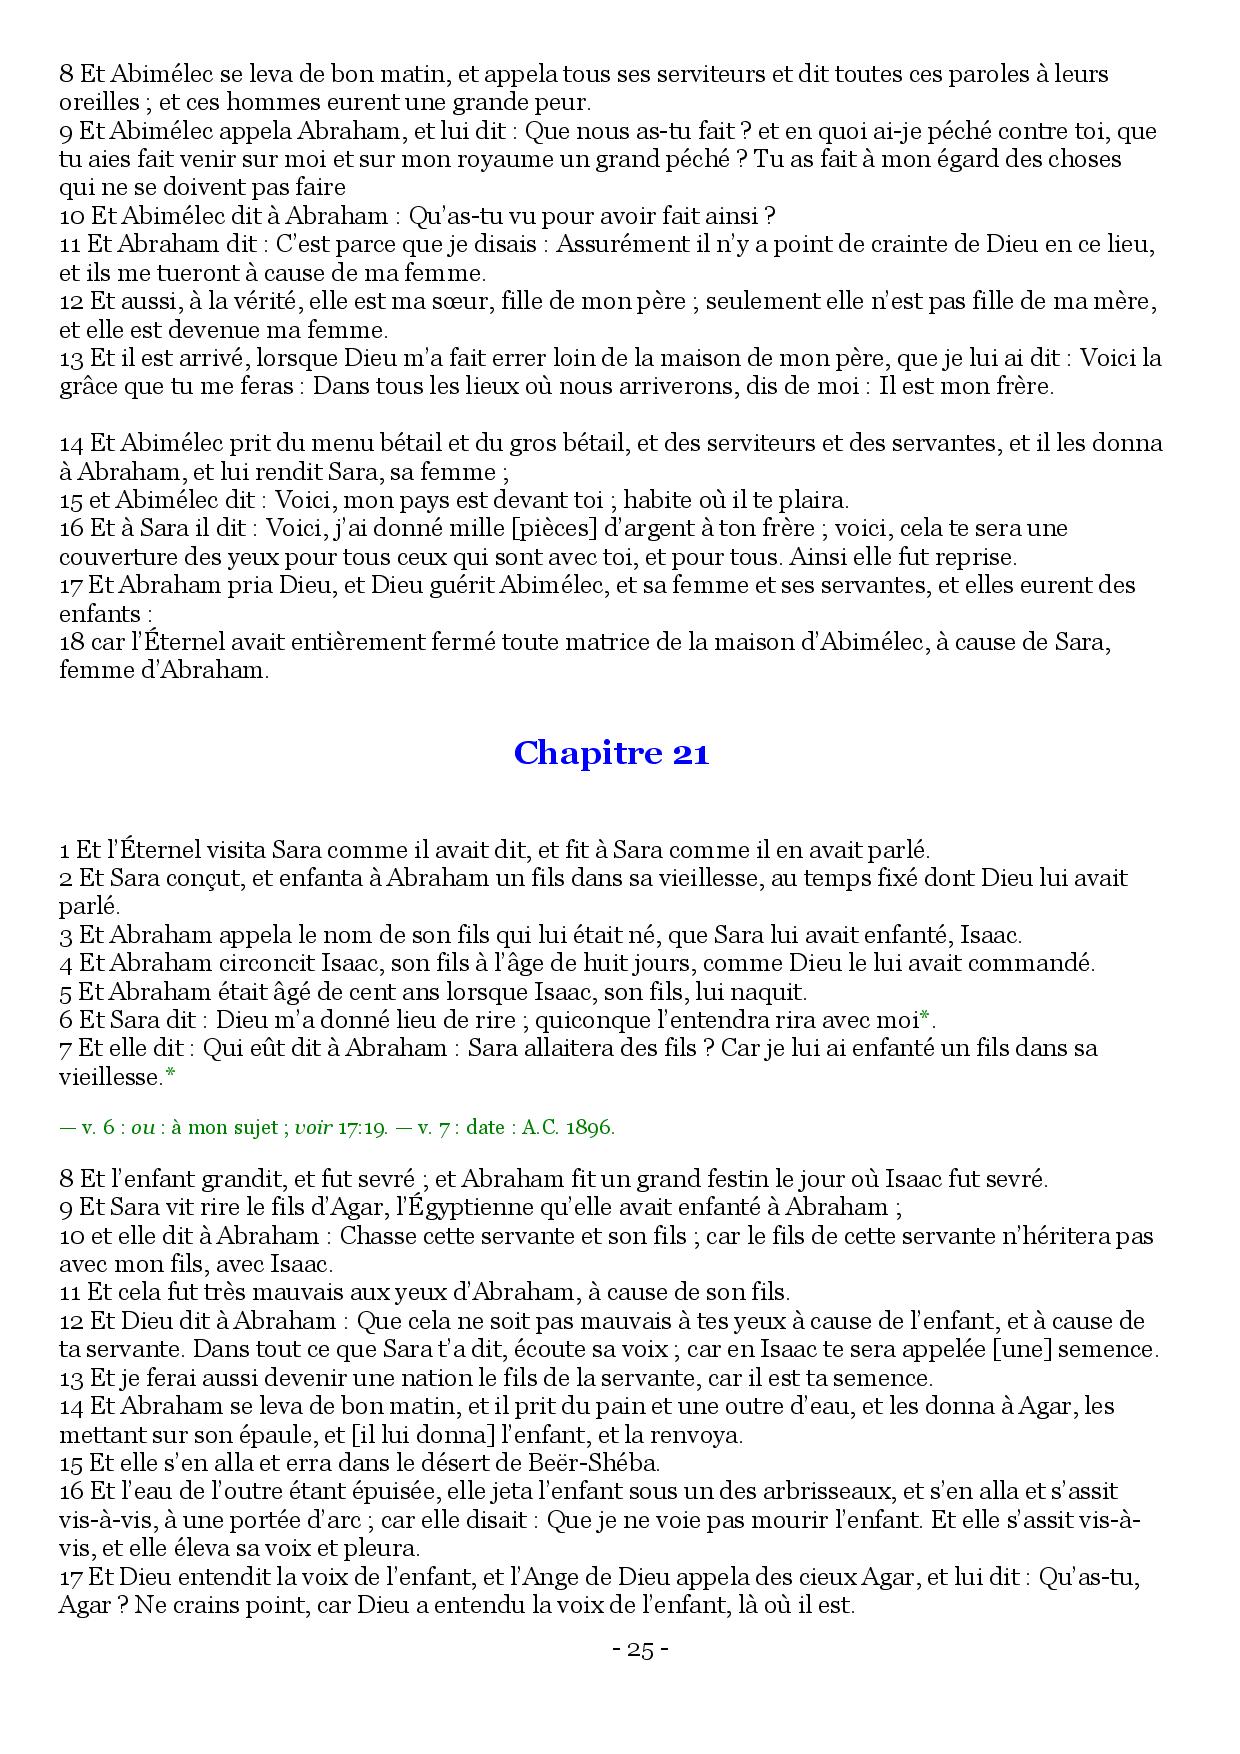 8 Et Abimélec se leva de bon matin, et appela tous ses serviteurs et dit toutes ces paroles à leurs
oreilles ; et ces hommes eurent une grande peur.
9 Et Abimélec appela Abraham, et lui dit : Que nous as-tu fait ? et en quoi ai-je péché contre toi, que
tu aies fait venir sur moi et sur mon royaume un grand péché ? Tu as fait à mon égard des choses
qui ne se doivent pas faire
10 Et Abimélec dit à Abraham : Qu’as-tu vu pour avoir fait ainsi ?
11 Et Abraham dit : C’est parce que je disais : Assurément il n’y a point de crainte de Dieu en ce lieu,
et ils me tueront à cause de ma femme.
12 Et aussi, à la vérité, elle est ma sœur, fille de mon père ; seulement elle n’est pas fille de ma mère,
et elle est devenue ma femme.
13 Et il est arrivé, lorsque Dieu m’a fait errer loin de la maison de mon père, que je lui ai dit : Voici la
grâce que tu me feras : Dans tous les lieux où nous arriverons, dis de moi : Il est mon frère.
14 Et Abimélec prit du menu bétail et du gros bétail, et des serviteurs et des servantes, et il les donna
à Abraham, et lui rendit Sara, sa femme ;
15 et Abimélec dit : Voici, mon pays est devant toi ; habite où il te plaira.
16 Et à Sara il dit : Voici, j’ai donné mille [pièces] d’argent à ton frère ; voici, cela te sera une
couverture des yeux pour tous ceux qui sont avec toi, et pour tous. Ainsi elle fut reprise.
17 Et Abraham pria Dieu, et Dieu guérit Abimélec, et sa femme et ses servantes, et elles eurent des
enfants :
18 car l’Éternel avait entièrement fermé toute matrice de la maison d’Abimélec, à cause de Sara,
femme d’Abraham.
Chapitre 21
1 Et l’Éternel visita Sara comme il avait dit, et fit à Sara comme il en avait parlé.
2 Et Sara conçut, et enfanta à Abraham un fils dans sa vieillesse, au temps fixé dont Dieu lui avait
parlé.
3 Et Abraham appela le nom de son fils qui lui était né, que Sara lui avait enfanté, Isaac.
4 Et Abraham circoncit Isaac, son fils à l’âge de huit jours, comme Dieu le lui avait commandé.
5 Et Abraham était âgé de cent ans lorsque Isaac, son fils, lui naquit.
6 Et Sara dit : Dieu m’a donné lieu de rire ; quiconque l’entendra rira avec moi*.
7 Et elle dit : Qui eût dit à Abraham : Sara allaitera des fils ? Car je lui ai enfanté un fils dans sa
vieillesse.*
— v. 6 : ou : à mon sujet ; voir 17:19. — v. 7 : date : A.C. 1896.
8 Et l’enfant grandit, et fut sevré ; et Abraham fit un grand festin le jour où Isaac fut sevré.
9 Et Sara vit rire le fils d’Agar, l’Égyptienne qu’elle avait enfanté à Abraham ;
10 et elle dit à Abraham : Chasse cette servante et son fils ; car le fils de cette servante n’héritera pas
avec mon fils, avec Isaac.
11 Et cela fut très mauvais aux yeux d’Abraham, à cause de son fils.
12 Et Dieu dit à Abraham : Que cela ne soit pas mauvais à tes yeux à cause de l’enfant, et à cause de
ta servante. Dans tout ce que Sara t’a dit, écoute sa voix ; car en Isaac te sera appelée [une] semence.
13 Et je ferai aussi devenir une nation le fils de la servante, car il est ta semence.
14 Et Abraham se leva de bon matin, et il prit du pain et une outre d’eau, et les donna à Agar, les
mettant sur son épaule, et [il lui donna] l’enfant, et la renvoya.
15 Et elle s’en alla et erra dans le désert de Beër-Shéba.
16 Et l’eau de l’outre étant épuisée, elle jeta l’enfant sous un des arbrisseaux, et s’en alla et s’assit
vis-à-vis, à une portée d’arc ; car elle disait : Que je ne voie pas mourir l’enfant. Et elle s’assit vis-à-
vis, et elle éleva sa voix et pleura.
17 Et Dieu entendit la voix de l’enfant, et l’Ange de Dieu appela des cieux Agar, et lui dit : Qu’as-tu,
Agar ? Ne crains point, car Dieu a entendu la voix de l’enfant, là où il est.
- 25 -